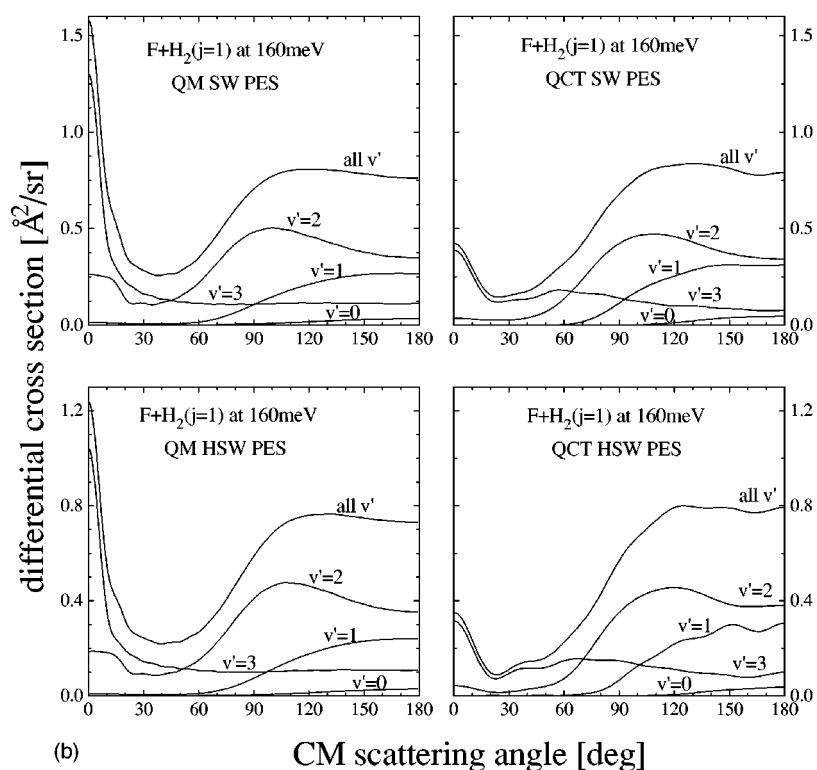 differential cross section [Å²/sr]
F+H₂(j=1) at 160meV
QM SW PES
all v'
v'=2
v'=1
v'=3
v'=0
0.0
0.5
1.0
1.5
0 30 60 90 120 150 180
F+H₂(j=1) at 160meV
QCT SW PES
all v'
v'=2
v'=1
v'=3
v'=0
0.0
0.5
1.0
1.5
0 30 60 90 120 150 180
F+H₂(j=1) at 160meV
QM HSW PES
all v'
v'=2
v'=1
v'=3
v'=0
0.0
0.4
0.8
1.2
0 30 60 90 120 150 180
F+H₂(j=1) at 160meV
QCT HSW PES
all v'
v'=2
v'=1
v'=3
v'=0
0.0
0.4
0.8
1.2
0 30 60 90 120 150 180
(b) CM scattering angle [deg]